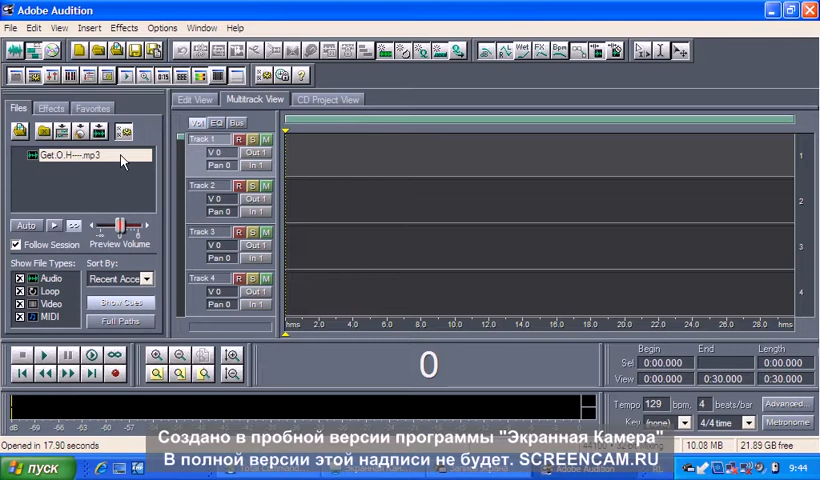 Adobe Audition
File Edit View Insert Effects Options Window Help
Files Effects Favorites
Edit View Multitrack View CD Project View
Vol EQ Bus
Get.O.H----.mp3
Track 1 R S M
V 0 Out 1
Pan 0 In 1
1
Track 2 R S M
V 0 Out 1
Pan 0 In 1
2
Track 3 R S M
V 0 Out 1
Pan 0 In 1
3
Track 4 R S M
V 0 Out 1
Pan 0 In 1
4
Auto
Follow Session Preview Volume
Show File Types: Sort By:
Audio Recent Acce
Loop
Video Show Cues
MIDI Full Paths
hms 2.0 4.0 6.0 8.0 10.0 12.0 14.0 16.0 18.0 20.0 22.0 24.0 26.0 28.0 hms
0
Begin End Length
Sel 0:00.000 0:00.000
View 0:00.000 0:30.000 0:30.000
Tempo 129 bpm, 4 beats/bar Advanced...
Key (none) 4/4 time Metronome
dB -69 -66 -63 -60 -57
Opened in 17.90 seconds
10.08 MB 21.89 GB free
Создано в пробной версии программы "Экранная Камера"
В полной версии этой надписи не будет. SCREENCAM.RU
пуск
Adobe Audition
RL
9:44